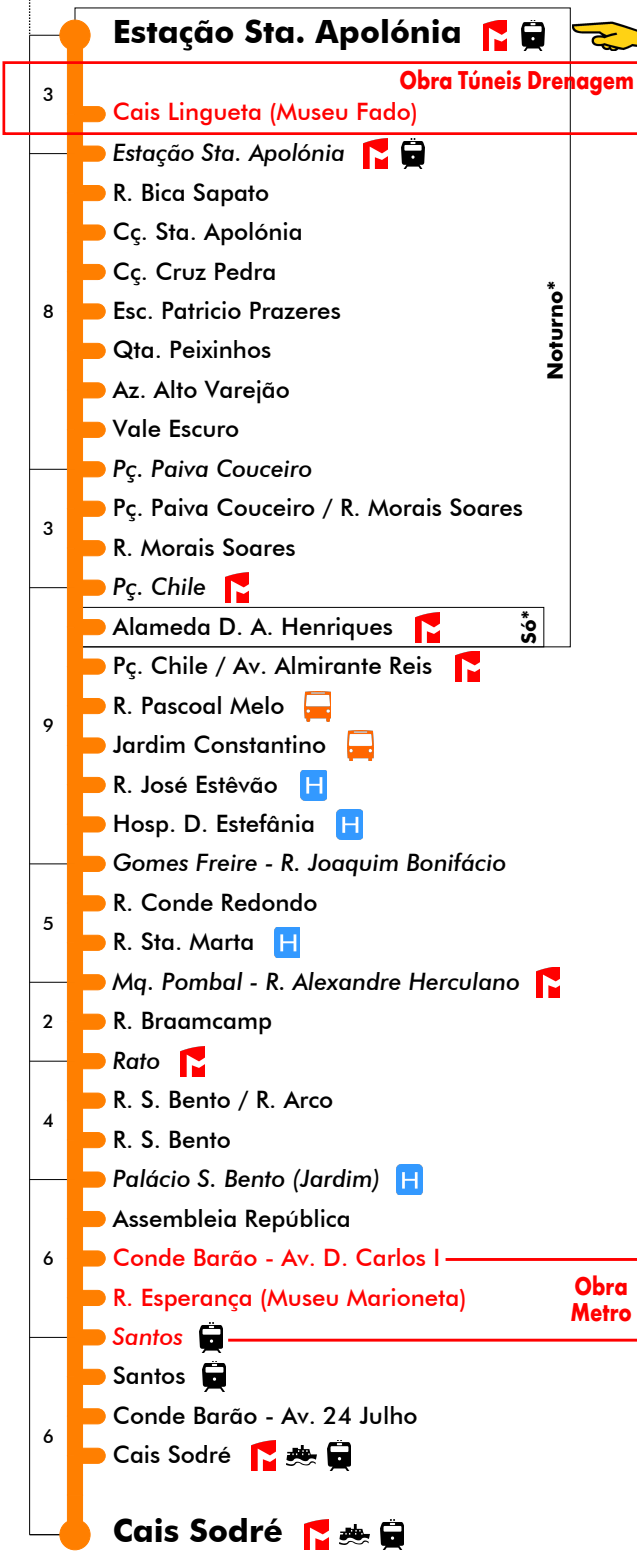 Estação Sta. Apolónia
Obra Túneis Drenagem
3
Cais Lingueta (Museu Fado)
Estação Sta. Apolónia
R. Bica Sapato
Cç. Sta. Apolónia
Cç. Cruz Pedra
8
Esc. Patricio Prazeres
Noturno*
Qta. Peixinhos
Az. Alto Varejão
Vale Escuro
Pç. Paiva Couceiro
Pç. Paiva Couceiro / R. Morais Soares
3
R. Morais Soares
Pç. Chile
Alameda D. A. Henriques
Só*
Pç. Chile / Av. Almirante Reis
R. Pascoal Melo
9
Jardim Constantino
R. José Estêvão H
Hosp. D. Estefânia H
Gomes Freire - R. Joaquim Bonifácio
R. Conde Redondo
5
R. Sta. Marta H
Mq. Pombal - R. Alexandre Herculano
2 R. Braamcamp
Rato
R. S. Bento / R. Arco
4
R. S. Bento
Palácio S. Bento (Jardim) H
Assembleia República
6 Conde Barão - Av. D. Carlos I
R. Esperança (Museu Marioneta)
Obra
Metro
Santos
Santos
Conde Barão - Av. 24 Julho
6
Cais Sodré
Cais Sodré